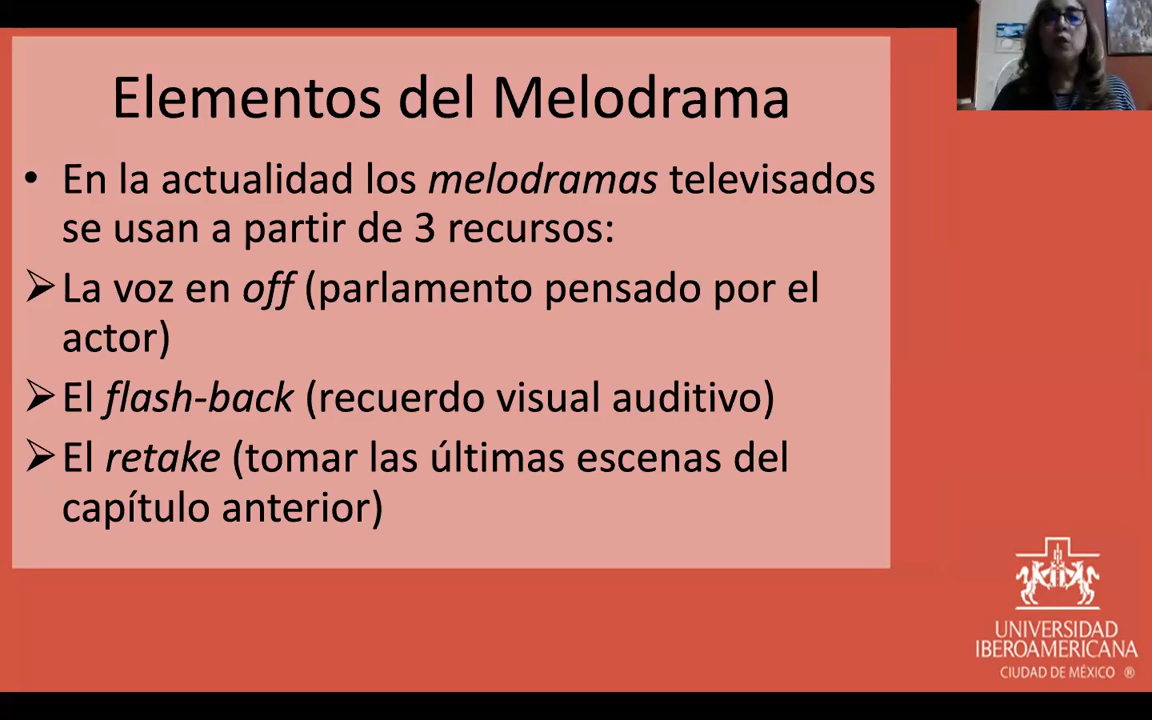 Elementos del Melodrama
• En la actualidad los melodramas televisados
se usan a partir de 3 recursos:
➢ La voz en off (parlamento pensado por el
actor)
➢ El flash-back (recuerdo visual auditivo)
➢ El retake (tomar las últimas escenas del
capítulo anterior)
UNIVERSIDAD
IBEROAMERICANA
CIUDAD DE MÉXICO ®